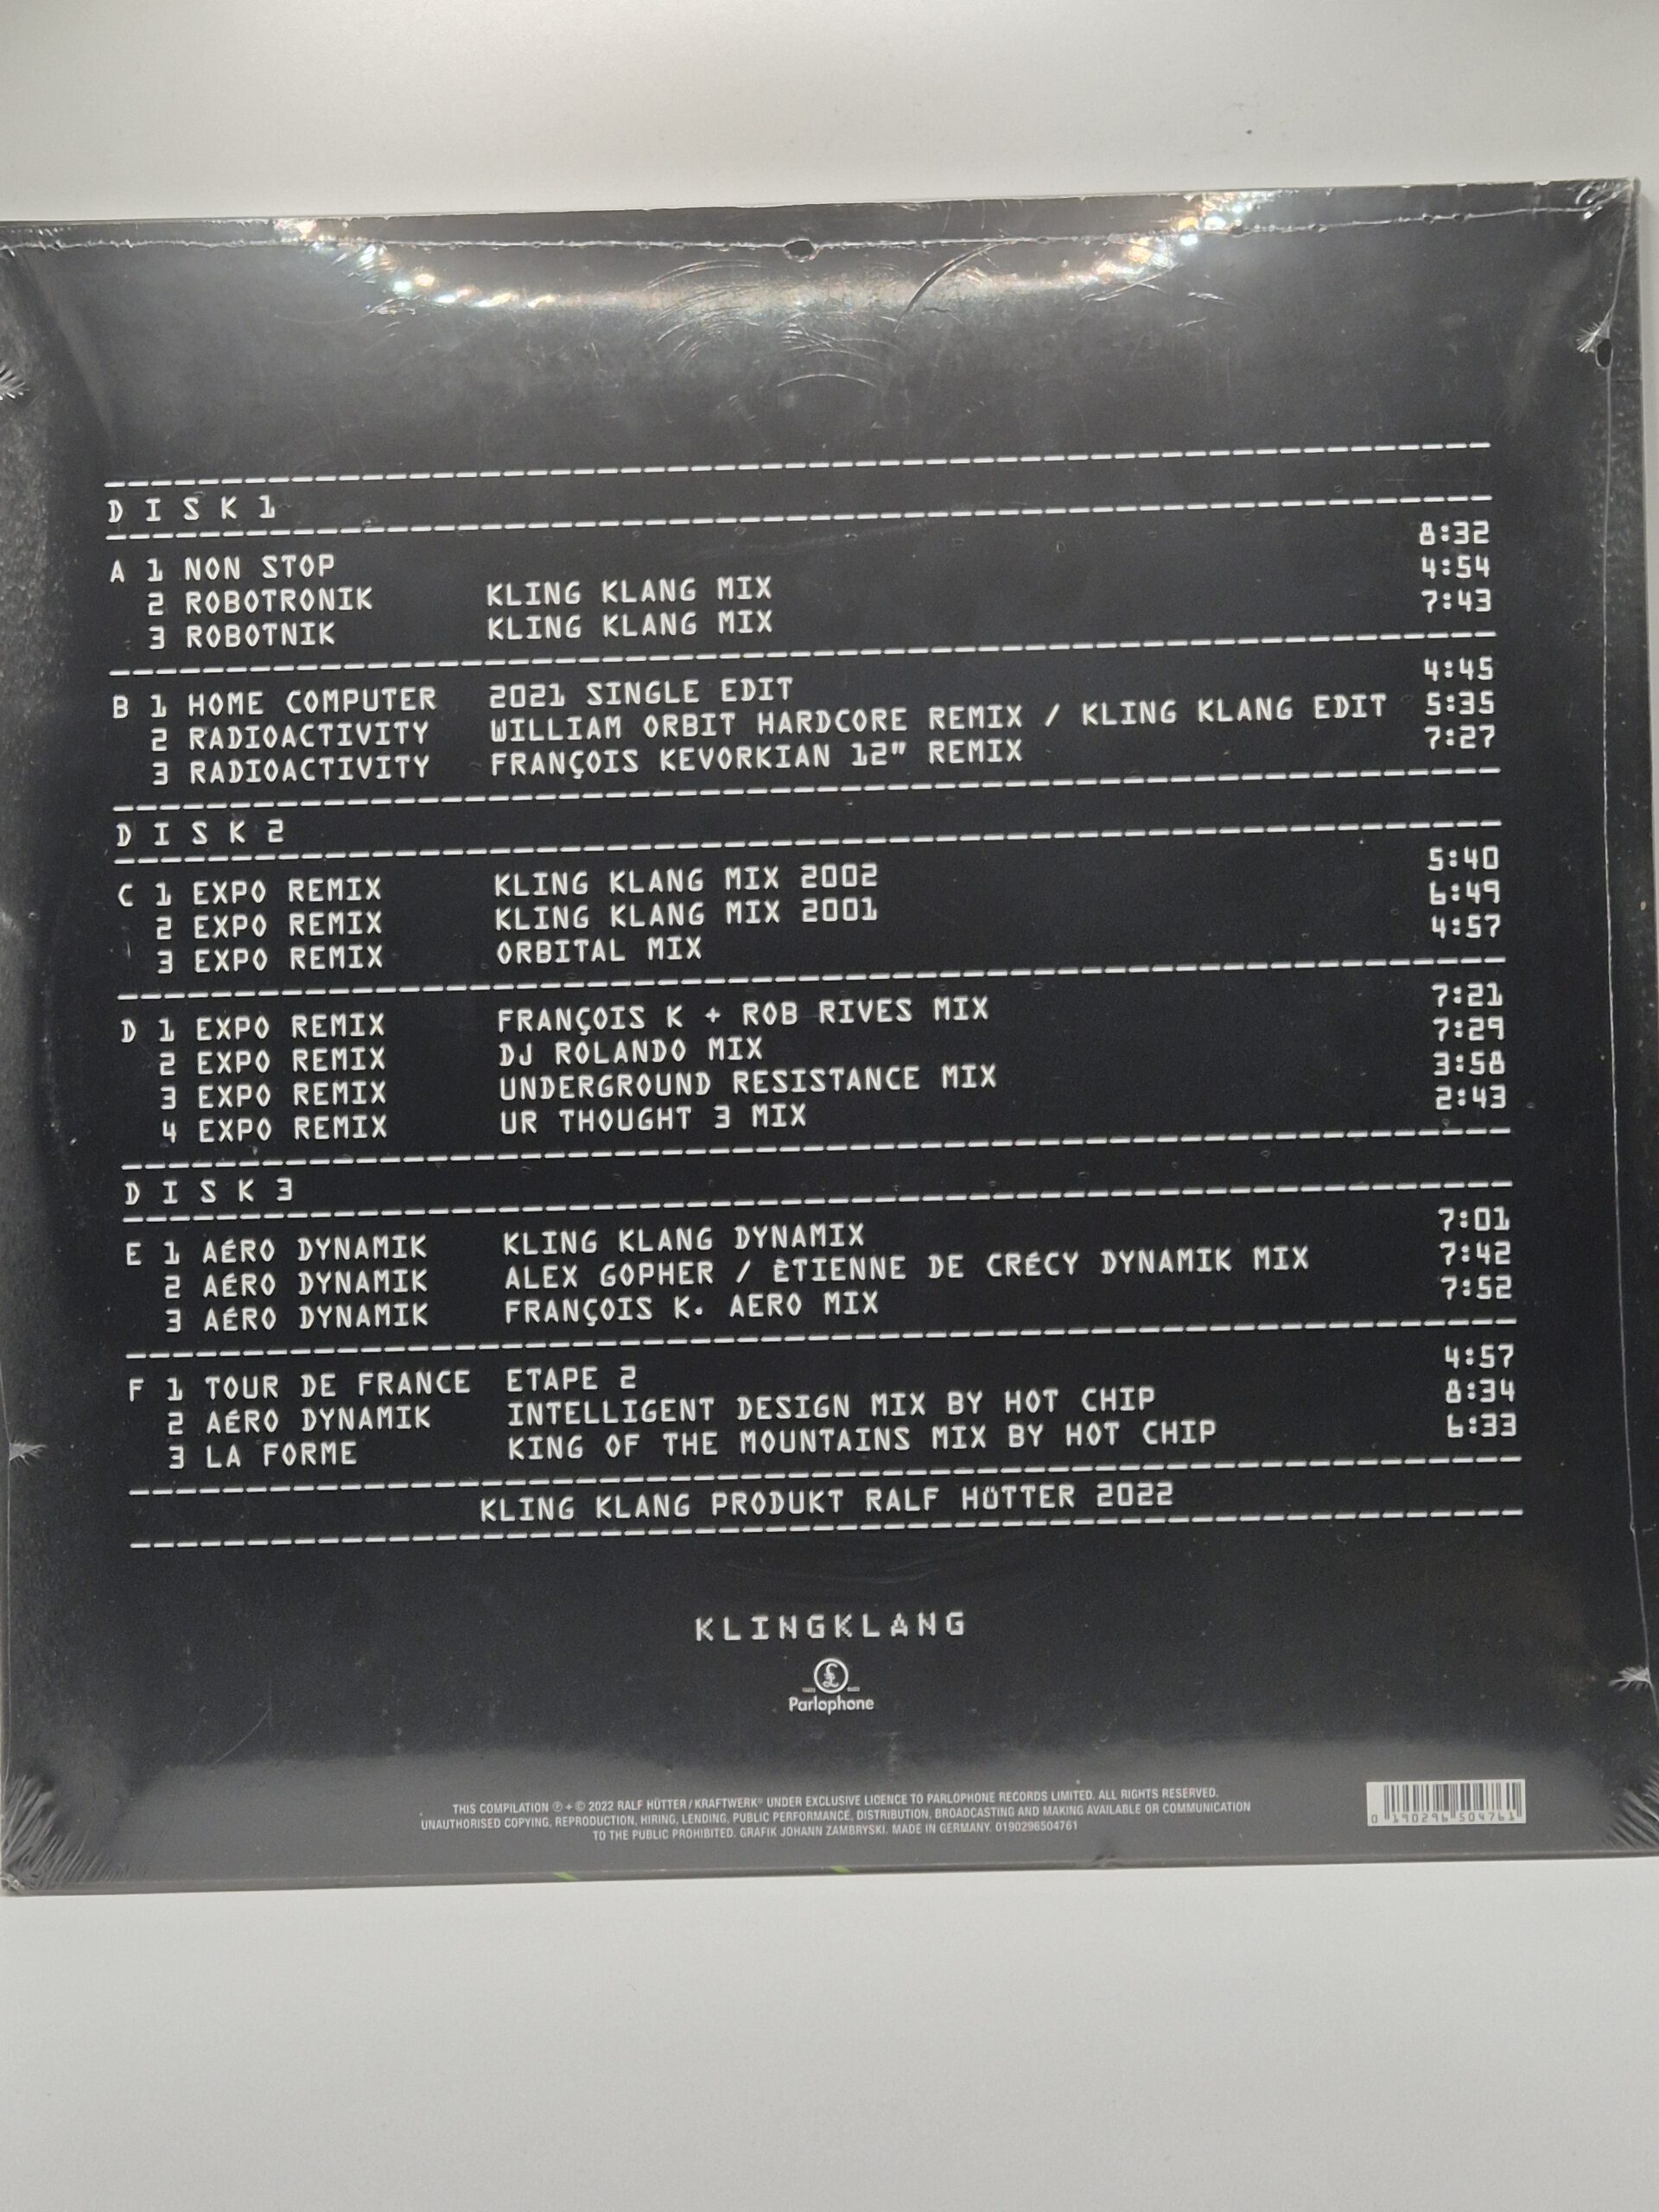 DISK 1
A 1 NON STOP 8:32
2 ROBOTRONIK KLING KLANG MIX 4:54
3 ROBOTNIK KLING KLANG MIX 7:43
B 1 HOME COMPUTER 2021 SINGLE EDIT 4:45
2 RADIOACTIVITY WILLIAM ORBIT HARDCORE REMIX / KLING KLANG EDIT 5:35
3 RADIOACTIVITY FRANÇOIS KEVORKIAN 12" REMIX 7:27
DISK 2
C 1 EXPO REMIX KLING KLANG MIX 2002 5:40
2 EXPO REMIX KLING KLANG MIX 2001 6:49
3 EXPO REMIX ORBITAL MIX 4:57
D 1 EXPO REMIX FRANÇOIS K + ROB RIVES MIX 7:21
2 EXPO REMIX DJ ROLANDO MIX 7:29
3 EXPO REMIX UNDERGROUND RESISTANCE MIX 3:58
4 EXPO REMIX UR THOUGHT 3 MIX 2:43
DISK 3
E 1 AÉRO DYNAMIK KLING KLANG DYNAMIX 7:01
2 AÉRO DYNAMIK ALEX GOPHER / ÈTIENNE DE CRÉCY DYNAMIK MIX 7:42
3 AÉRO DYNAMIK FRANÇOIS K. AERO MIX 7:52
F 1 TOUR DE FRANCE ETAPE 2 4:57
2 AÉRO DYNAMIK INTELLIGENT DESIGN MIX BY HOT CHIP 8:34
3 LA FORME KING OF THE MOUNTAINS MIX BY HOT CHIP 6:33
KLING KLANG PRODUKT RALF HÜTTER 2022
KLINGKLANG
£
Parlophone
THIS COMPILATION ℗ + © 2022 RALF HÜTTER / KRAFTWERK® UNDER EXCLUSIVE LICENCE TO PARLOPHONE RECORDS LIMITED. ALL RIGHTS RESERVED.
UNAUTHORISED COPYING, REPRODUCTION, HIRING, LENDING, PUBLIC PERFORMANCE, DISTRIBUTION, BROADCASTING AND MAKING AVAILABLE OR COMMUNICATION
TO THE PUBLIC PROHIBITED. GRAFIK JOHANN ZAMBRYSKI. MADE IN GERMANY. 0190296504761
0 190296 504761